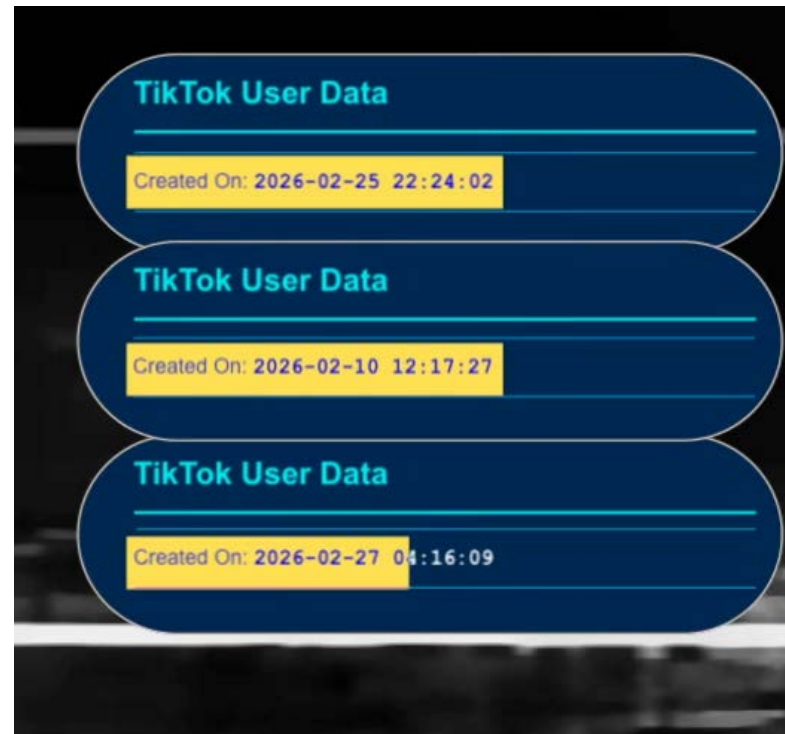 TikTok User Data
Created On: 2026-02-25 22:24:02
TikTok User Data
Created On: 2026-02-10 12:17:27
TikTok User Data
Created On: 2026-02-27 04:16:09